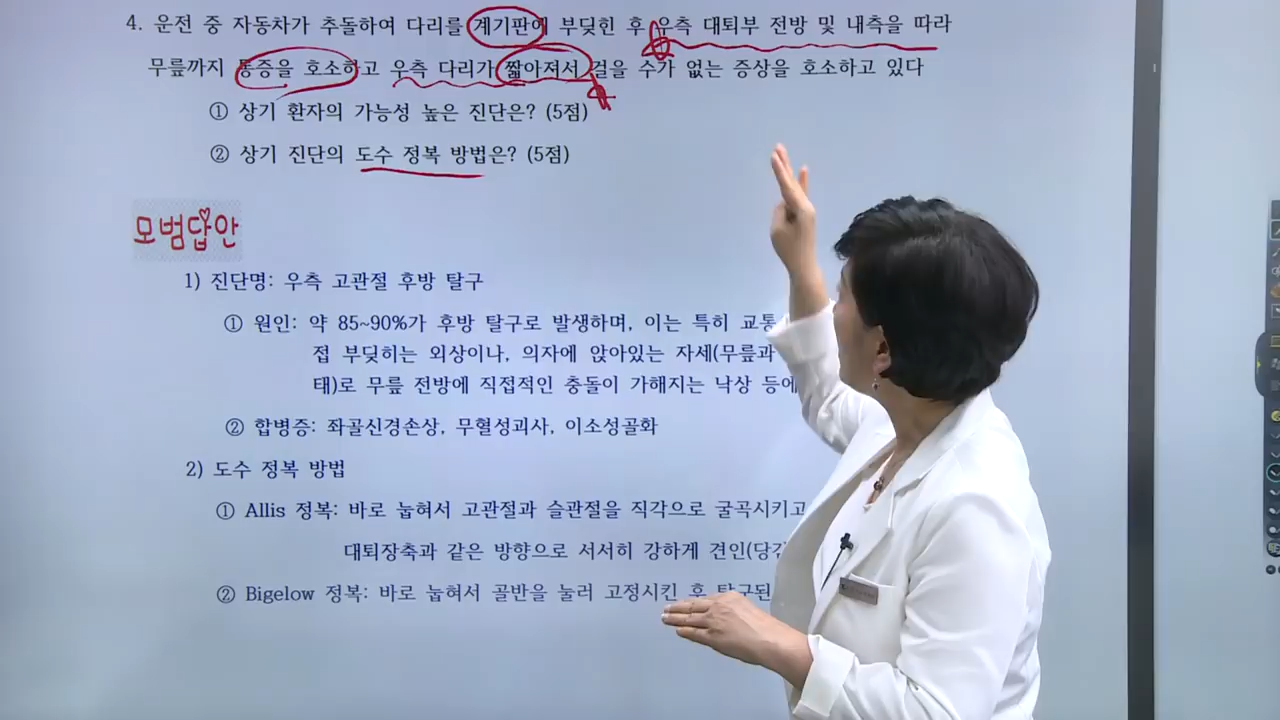 4. 운전 중 자동차가 추돌하여 다리를 계기판에 부딪힌 후 우측 대퇴부 전방 및 내측을 따라
무릎까지 통증을 호소하고 우측 다리가 짧아져서 걸을 수가 없는 증상을 호소하고 있다
① 상기 환자의 가능성 높은 진단은? (5점)
② 상기 진단의 도수 정복 방법은? (5점)
모범답안
1) 진단명: 우측 고관절 후방 탈구
① 원인: 약 85~90%가 후방 탈구로 발생하며, 이는 특히 교통
접 부딪히는 외상이나, 의자에 앉아있는 자세(무릎과
태)로 무릎 전방에 직접적인 충돌이 가해지는 낙상 등에
② 합병증: 좌골신경손상, 무혈성괴사, 이소성골화
2) 도수 정복 방법
① Allis 정복: 바로 눕혀서 고관절과 슬관절을 직각으로 굴곡시키고
대퇴장축과 같은 방향으로 서서히 강하게 견인(당김
② Bigelow 정복: 바로 눕혀서 골반을 눌러 고정시킨 후 탈구된